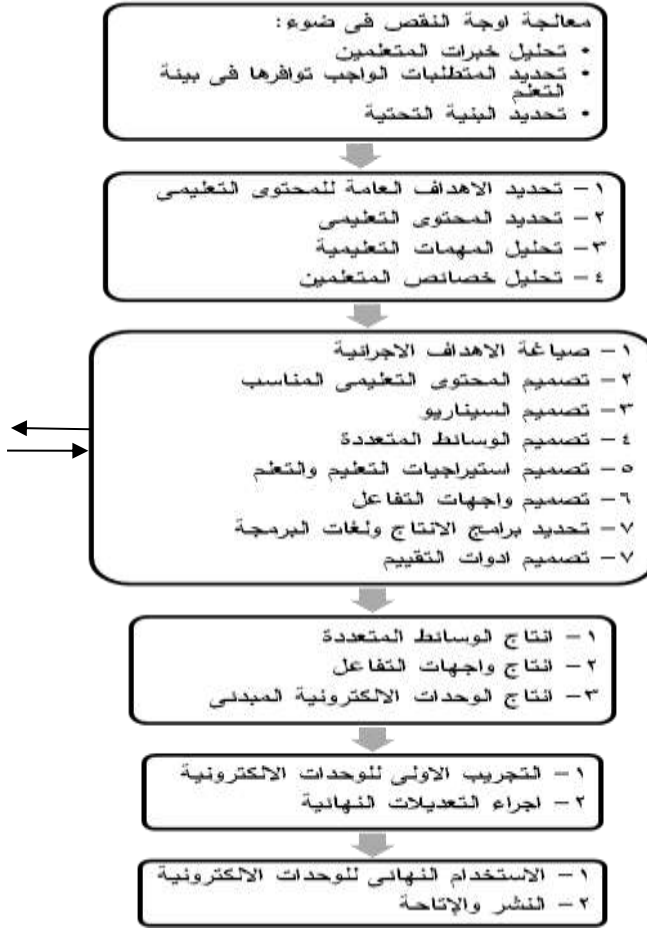 معالجة اوجة النقص فى ضوء:
• تحليل خبرات المتعلمين
• تحديد المتطلبات الواجب توافرها فى بيئة
التعلم
• تحديد البنية التحتية
١- تحديد الاهداف العامة للمحتوى التعليمى
٢- تحديد المحتوى التعليمى
٣- تحليل المهمات التعليمية
٤- تحليل خصائص المتعلمين
١- صياغة الاهداف الاجرائية
٢- تصميم المحتوى التعليمى المناسب
٣- تصميم السيناريو
٤- تصميم الوسائط المتعددة
٥- تصميم استيراجيات التعليم والتعلم
٦- تصميم واجهات التفاعل
٧- تحديد برامج الانتاج ولغات البرمجة
٧- تصميم ادوات التقييم
١- انتاج الوسائط المتعددة
٢- انتاج واجهات التفاعل
٣- انتاج الوحدات الالكترونية المبدئى
١- التجريب الاولى للوحدات الالكترونية
٢- اجراء التعديلات النهائية
١- الاستخدام النهائى للوحدات الالكترونية
٢- النشر والإتاحة